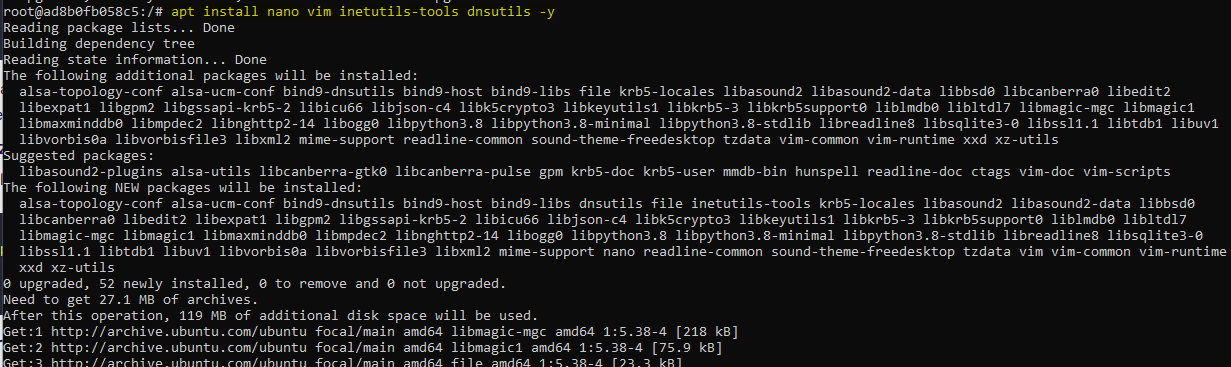 root@ad8b0fb058c5:/# apt install nano vim inetutils-tools dnsutils -y
Reading package lists... Done
Building dependency tree
Reading state information... Done
The following additional packages will be installed:
  alsa-topology-conf alsa-ucm-conf bind9-dnsutils bind9-host bind9-libs file krb5-locales libasound2 libasound2-data libbsd0 libcanberra0 libedit2
  libexpat1 libgpm2 libgssapi-krb5-2 libicu66 libjson-c4 libk5crypto3 libkeyutils1 libkrb5-3 libkrb5support0 liblmdb0 libltdl7 libmagic-mgc libmagic1
  libmaxminddb0 libmpdec2 libnghttp2-14 libogg0 libpython3.8 libpython3.8-minimal libpython3.8-stdlib libreadline8 libsqlite3-0 libssl1.1 libtdb1 libuv1
  libvorbis0a libvorbisfile3 libxml2 mime-support readline-common sound-theme-freedesktop tzdata vim-common vim-runtime xxd xz-utils
Suggested packages:
  libasound2-plugins alsa-utils libcanberra-gtk0 libcanberra-pulse gpm krb5-doc krb5-user mmdb-bin hunspell readline-doc ctags vim-doc vim-scripts
The following NEW packages will be installed:
  alsa-topology-conf alsa-ucm-conf bind9-dnsutils bind9-host bind9-libs dnsutils file inetutils-tools krb5-locales libasound2 libasound2-data libbsd0
  libcanberra0 libedit2 libexpat1 libgpm2 libgssapi-krb5-2 libicu66 libjson-c4 libk5crypto3 libkeyutils1 libkrb5-3 libkrb5support0 liblmdb0 libltdl7
  libmagic-mgc libmagic1 libmaxminddb0 libmpdec2 libnghttp2-14 libogg0 libpython3.8 libpython3.8-minimal libpython3.8-stdlib libreadline8 libsqlite3-0
  libssl1.1 libtdb1 libuv1 libvorbis0a libvorbisfile3 libxml2 mime-support nano readline-common sound-theme-freedesktop tzdata vim vim-common vim-runtime
  xxd xz-utils
0 upgraded, 52 newly installed, 0 to remove and 0 not upgraded.
Need to get 27.1 MB of archives.
After this operation, 119 MB of additional disk space will be used.
Get:1 http://archive.ubuntu.com/ubuntu focal/main amd64 libmagic-mgc amd64 1:5.38-4 [218 kB]
Get:2 http://archive.ubuntu.com/ubuntu focal/main amd64 libmagic1 amd64 1:5.38-4 [75.9 kB]
Get:3 http://archive.ubuntu.com/ubuntu focal/main amd64 file amd64 1:5.38-4 [23.3 kB]